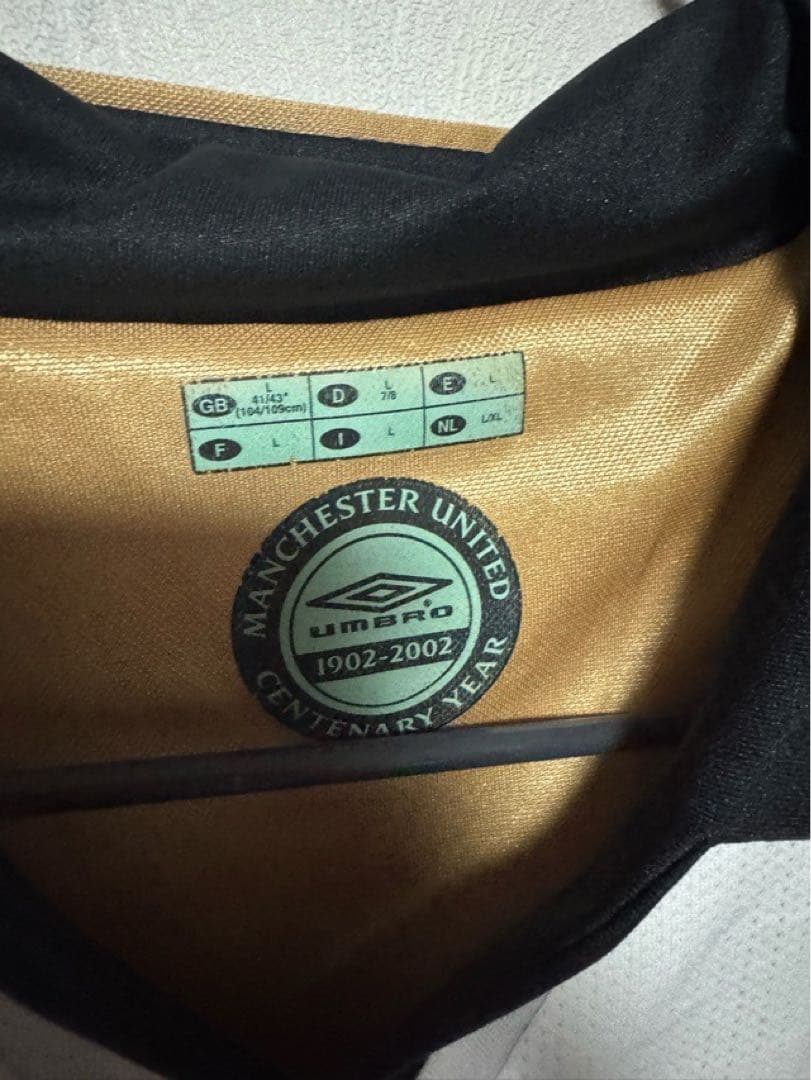 GB L 41/43" (104/109cm)
D L 7/8
E L
F L
I L
NL L/XL
MANCHESTER UNITED
UMBRO®
1902-2002
CENTENARY YEAR